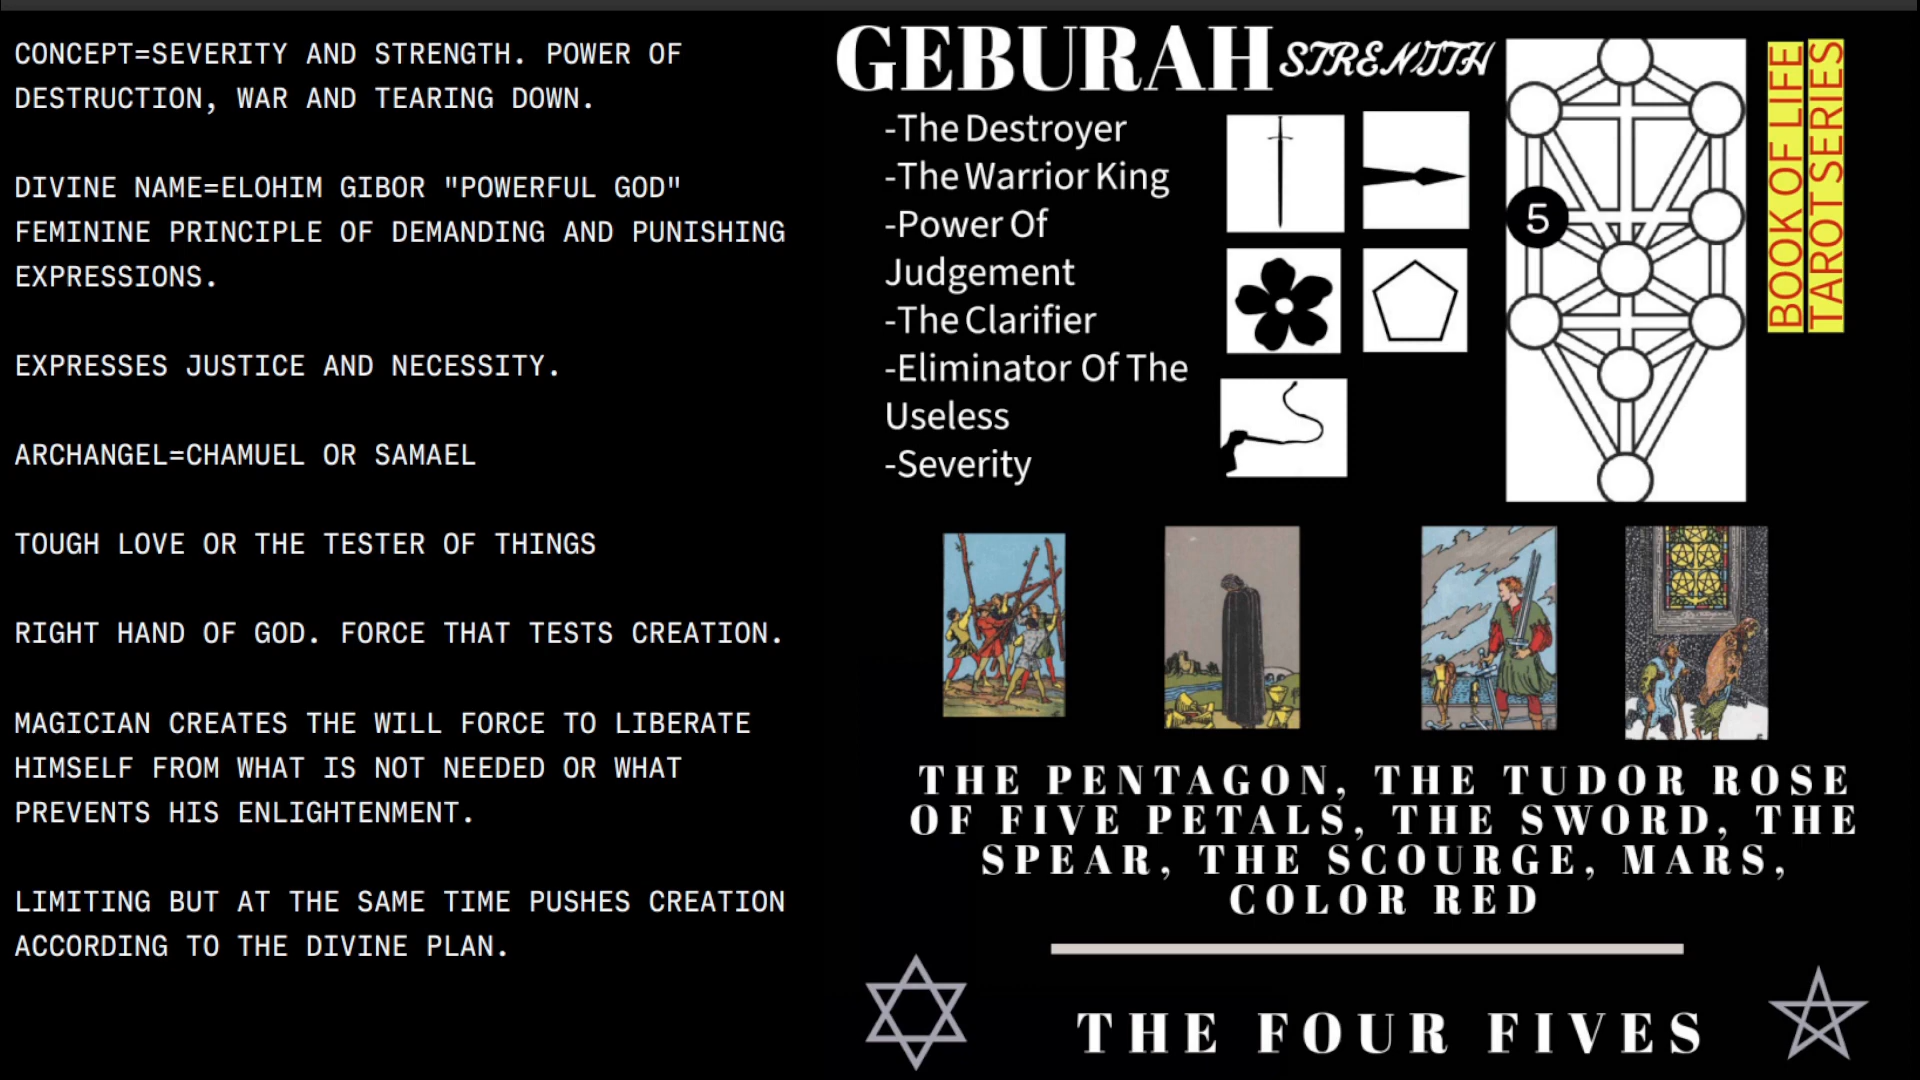 CONCEPT=SEVERITY AND STRENGTH. POWER OF
DESTRUCTION, WAR AND TEARING DOWN.
DIVINE NAME=ELOHIM GIBOR "POWERFUL GOD"
FEMININE PRINCIPLE OF DEMANDING AND PUNISHING
EXPRESSIONS.
EXPRESSES JUSTICE AND NECESSITY.
ARCHANGEL=CHAMUEL OR SAMAEL
TOUGH LOVE OR THE TESTER OF THINGS
RIGHT HAND OF GOD. FORCE THAT TESTS CREATION.
MAGICIAN CREATES THE WILL FORCE TO LIBERATE
HIMSELF FROM WHAT IS NOT NEEDED OR WHAT
PREVENTS HIS ENLIGHTENMENT.
LIMITING BUT AT THE SAME TIME PUSHES CREATION
ACCORDING TO THE DIVINE PLAN.
GEBURAH STRENGTH
-The Destroyer
-The Warrior King
-Power Of
Judgement
-The Clarifier
-Eliminator Of The
Useless
-Severity
5
BOOK OF LIFE
TAROT SERIES
THE PENTAGON, THE TUDOR ROSE
OF FIVE PETALS, THE SWORD, THE
SPEAR, THE SCOURGE, MARS,
COLOR RED
THE FOUR FIVES